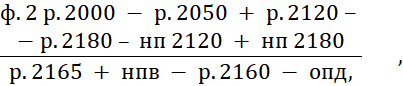 ф. 2 р. 2000 − р. 2050 + р. 2120 –
− р. 2180 – нп 2120 + нп 2180
р. 2165 + нпв − р. 2160 − опд, ,